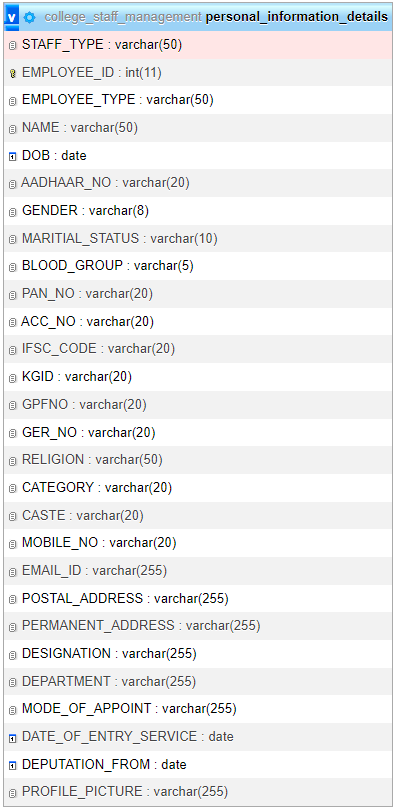 v college_staff_management personal_information_details
STAFF_TYPE : varchar(50)
EMPLOYEE_ID : int(11)
EMPLOYEE_TYPE : varchar(50)
NAME : varchar(50)
DOB : date
AADHAAR_NO : varchar(20)
GENDER : varchar(8)
MARITIAL_STATUS : varchar(10)
BLOOD_GROUP : varchar(5)
PAN_NO : varchar(20)
ACC_NO : varchar(20)
IFSC_CODE : varchar(20)
KGID : varchar(20)
GPFNO : varchar(20)
GER_NO : varchar(20)
RELIGION : varchar(50)
CATEGORY : varchar(20)
CASTE : varchar(20)
MOBILE_NO : varchar(20)
EMAIL_ID : varchar(255)
POSTAL_ADDRESS : varchar(255)
PERMANENT_ADDRESS : varchar(255)
DESIGNATION : varchar(255)
DEPARTMENT : varchar(255)
MODE_OF_APPOINT : varchar(255)
DATE_OF_ENTRY_SERVICE : date
DEPUTATION_FROM : date
PROFILE_PICTURE : varchar(255)